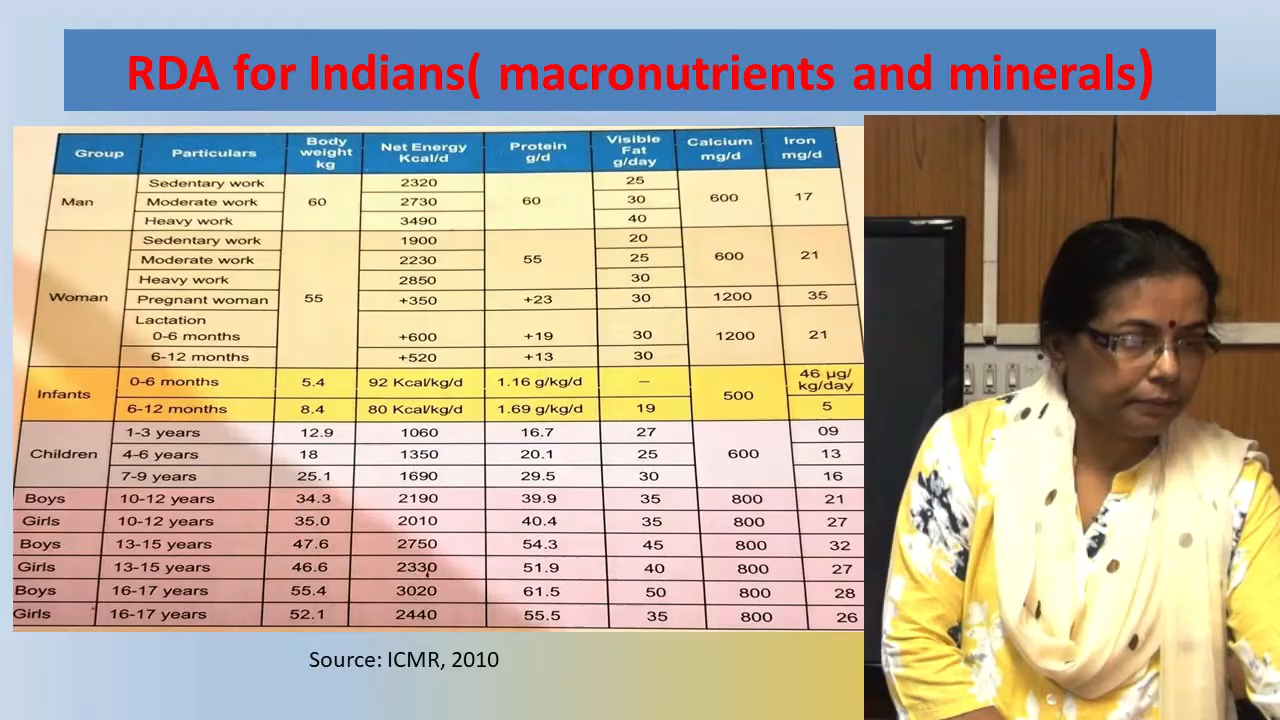 RDA for Indians( macronutrients and minerals)
Group Particulars Body weight kg Net Energy Kcal/d Protein g/d Visible Fat g/day Calcium mg/d Iron mg/d
Man Sedentary work 60 2320 60 25 600 17
Moderate work 2730 30
Heavy work 3490 40
Woman Sedentary work 55 1900 55 20 600 21
Moderate work 2230 25
Heavy work 2850 30
Pregnant woman +350 +23 30 1200 35
Lactation
0-6 months +600 +19 30 1200 21
6-12 months +520 +13 30
Infants 0-6 months 5.4 92 Kcal/kg/d 1.16 g/kg/d – 500 46 µg/kg/day
6-12 months 8.4 80 Kcal/kg/d 1.69 g/kg/d 19 5
Children 1-3 years 12.9 1060 16.7 27 600 09
4-6 years 18 1350 20.1 25 13
7-9 years 25.1 1690 29.5 30 16
Boys 10-12 years 34.3 2190 39.9 35 800 21
Girls 10-12 years 35.0 2010 40.4 35 800 27
Boys 13-15 years 47.6 2750 54.3 45 800 32
Girls 13-15 years 46.6 2330 51.9 40 800 27
Boys 16-17 years 55.4 3020 61.5 50 800 28
Girls 16-17 years 52.1 2440 55.5 35 800 26
Source: ICMR, 2010